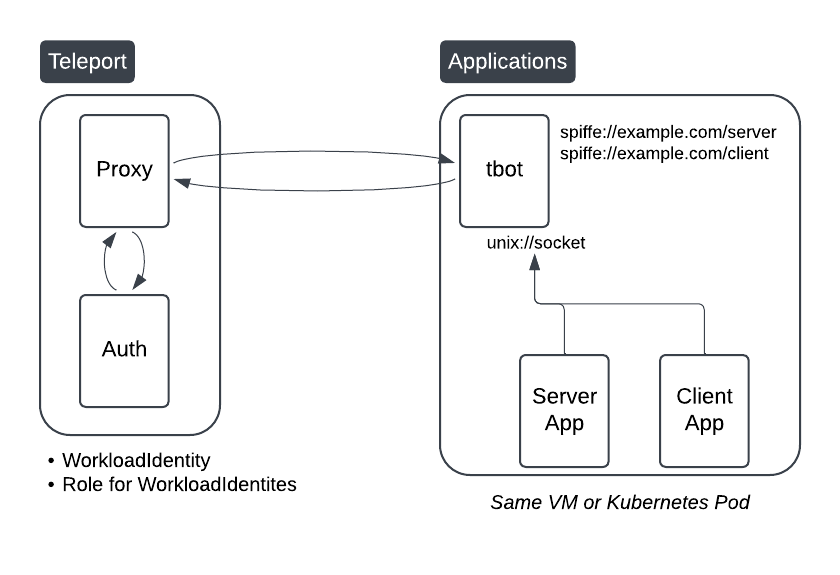 Teleport
Proxy
Auth
• WorkloadIdentity
• Role for WorkloadIdentites
Applications
tbot
spiffe://example.com/server
spiffe://example.com/client
unix://socket
Server
App
Client
App
Same VM or Kubernetes Pod